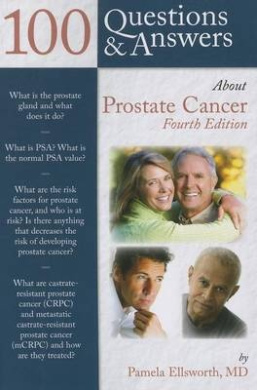 100 Questions
& Answers
About
Prostate Cancer
Fourth Edition
What is the prostate
gland and what
does it do?
What is PSA? What is
the normal PSA value?
What are the risk
factors for prostate
cancer, and who is at
risk? Is there anything
that decreases the
risk of developing
prostate cancer?
What are castrate-
resistant prostate
cancer (CRPC) and
metastatic
castrate-resistant
prostate cancer
(mCRPC) and how
are they treated?
by
Pamela Ellsworth, MD